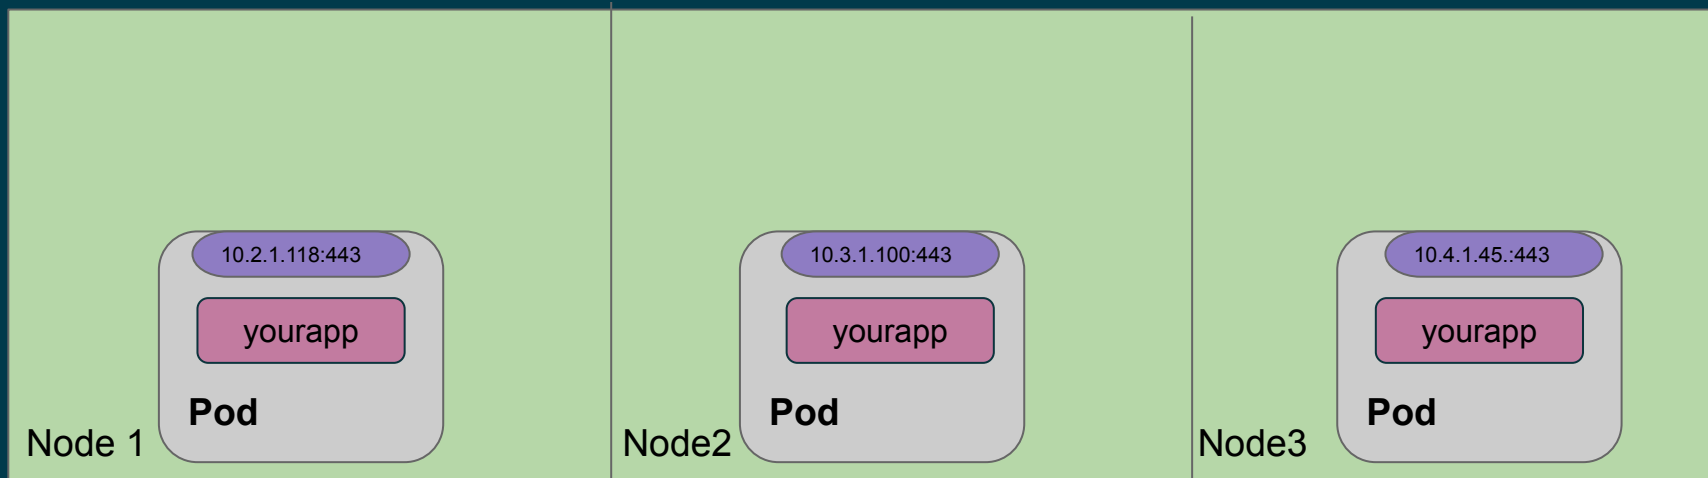 10.2.1.118:443
yourapp
Pod
Node 1
10.3.1.100:443
yourapp
Pod
Node2
10.4.1.45.:443
yourapp
Pod
Node3